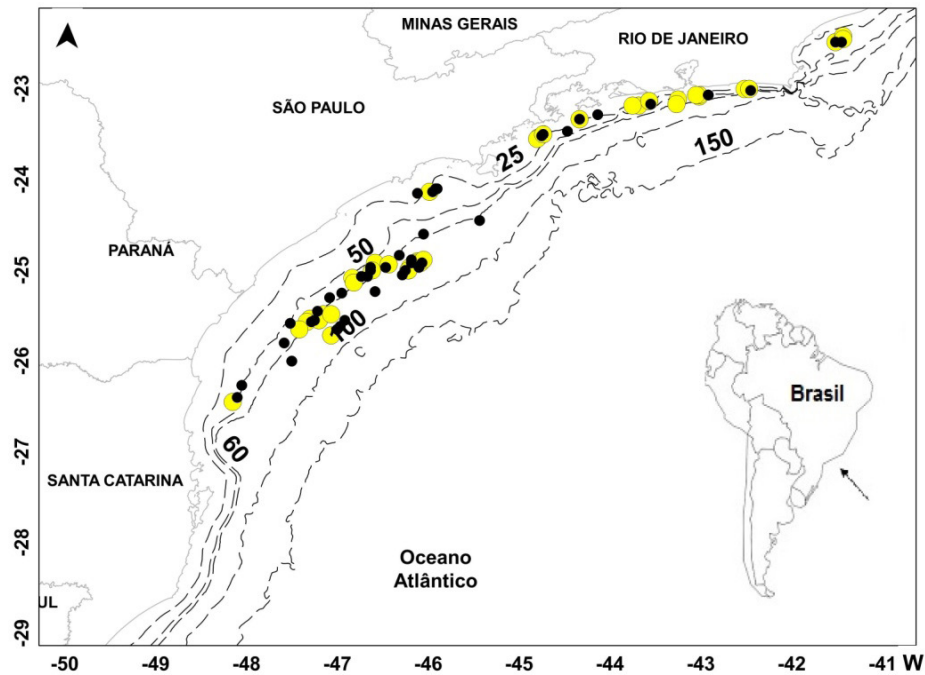 MINAS GERAIS
RIO DE JANEIRO
SÃO PAULO
25
150
50
PARANÁ
100
60
SANTA CATARINA
UL
Brasil
Oceano
Atlântico
-23
-24
-25
-26
-27
-28
-29
-50 -49 -48 -47 -46 -45 -44 -43 -42 -41 W